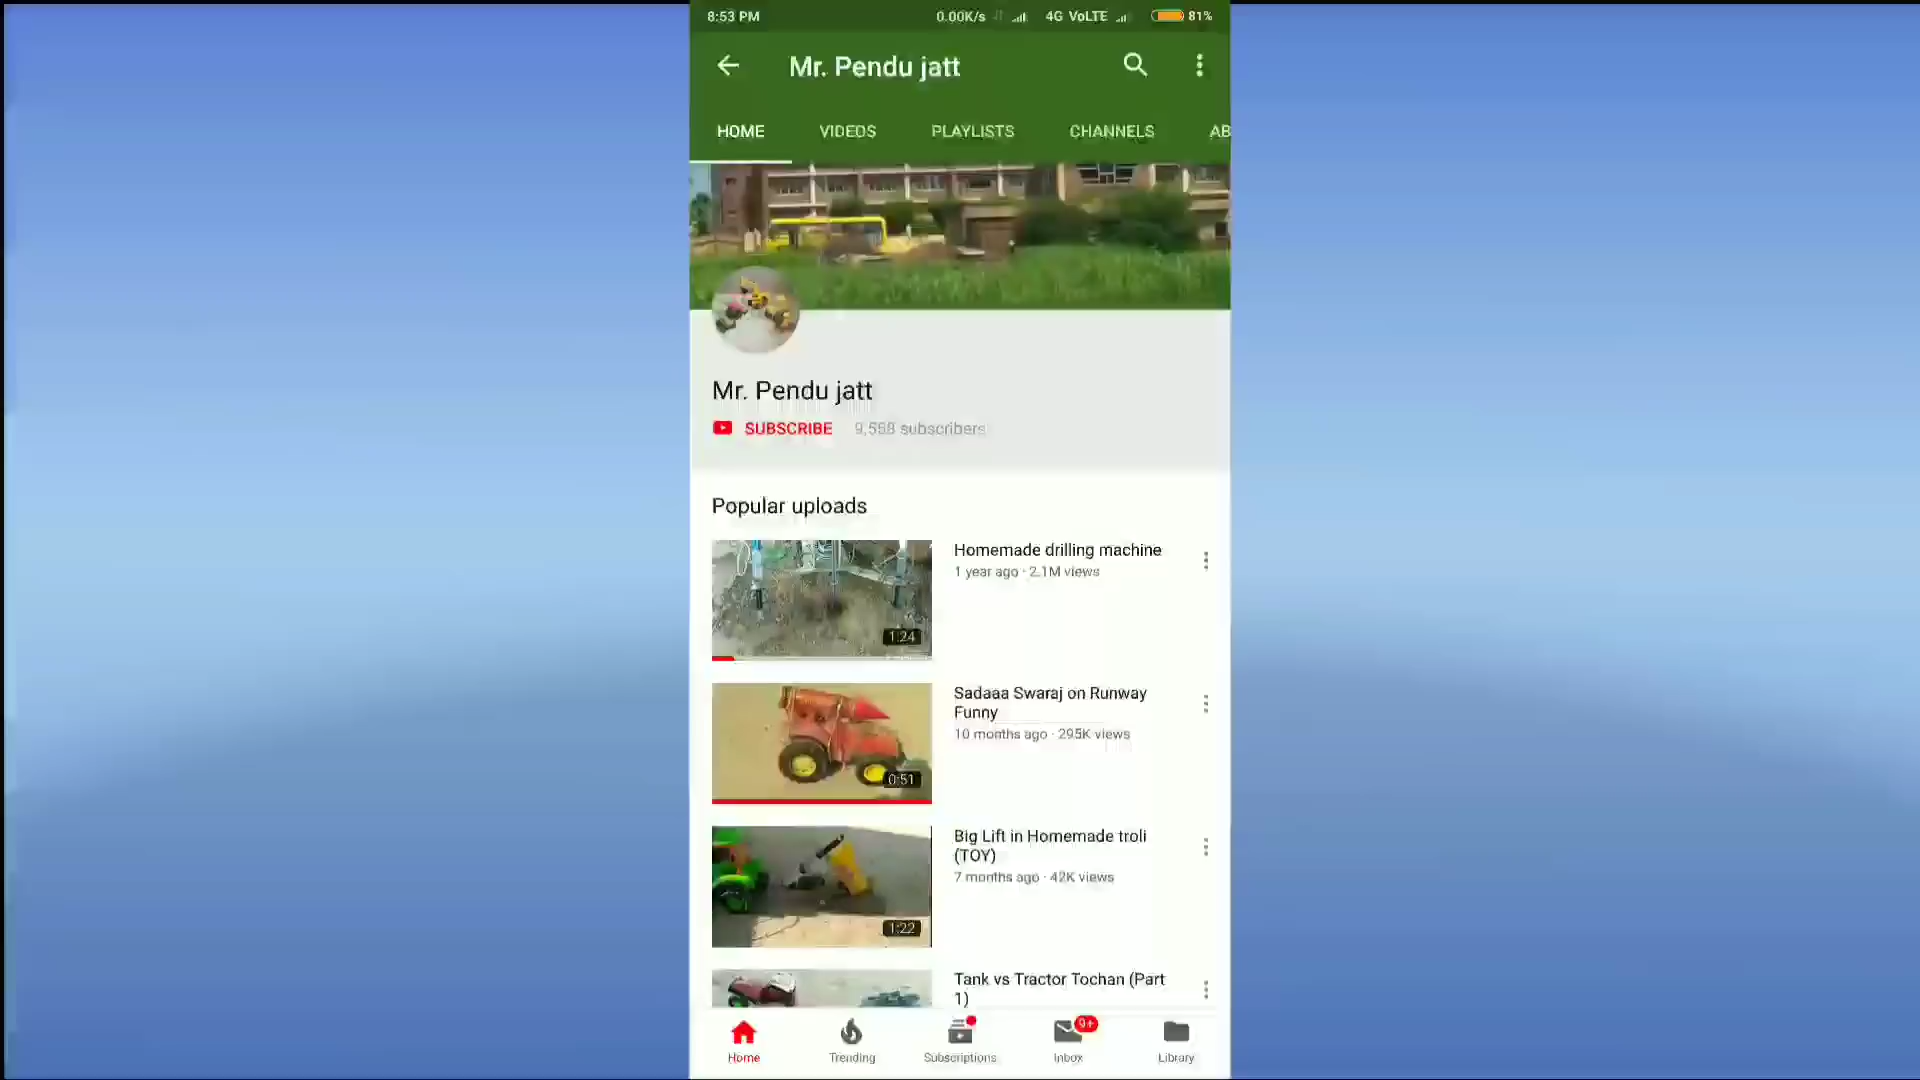 8:53 PM 0.00K/s 4G VoLTE 81%
Mr. Pendu jatt
HOME VIDEOS PLAYLISTS CHANNELS AB
Mr. Pendu jatt
SUBSCRIBE 9,558 subscribers
Popular uploads
Homemade drilling machine
1 year ago · 2.1M views
1:24
Sadaaa Swaraj on Runway
Funny
10 months ago · 295K views
0:51
Big Lift in Homemade troli
(TOY)
7 months ago · 42K views
1:22
Tank vs Tractor Tochan (Part
1)
9+
Home Trending Subscriptions Inbox Library